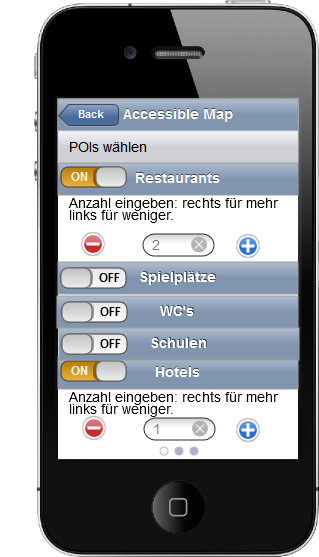 Back Accessible Map
POIs wählen
ON Restaurants
Anzahl eingeben: rechts für mehr
links für weniger.
2
OFF Spielplätze
OFF WC's
OFF Schulen
ON Hotels
Anzahl eingeben: rechts für mehr
links für weniger.
1